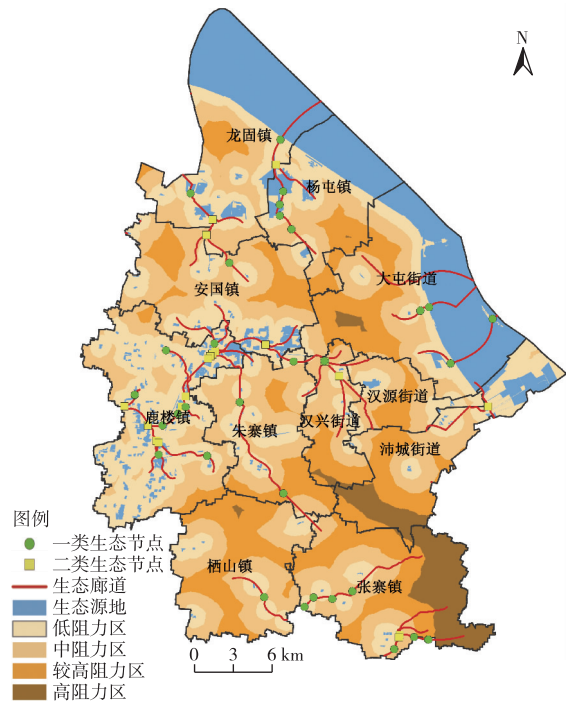 N
龙固镇
杨屯镇
大屯街道
安国镇
汉源街道
鹿楼镇
朱寨镇
汉兴街道
沛城街道
栖山镇
张寨镇
图例
一类生态节点
二类生态节点
生态廊道
生态源地
低阻力区
中阻力区
较高阻力区
高阻力区
0 3 6 km